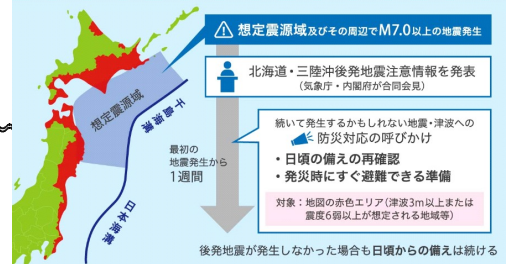 想定震源域及びその周辺でM7.0以上の地震発生
北海道・三陸沖後発地震注意情報を発表
（気象庁・内閣府が合同会見）
想定震源域
千島海溝
日本海溝
最初の
地震発生から
1週間
続いて発生するかもしれない地震・津波への
防災対応の呼びかけ
・日頃の備えの再確認
・発災時にすぐ避難できる準備
対象：地図の赤色エリア（津波3m以上または
震度6弱以上が想定される地域等）
後発地震が発生しなかった場合も日頃からの備えは続ける